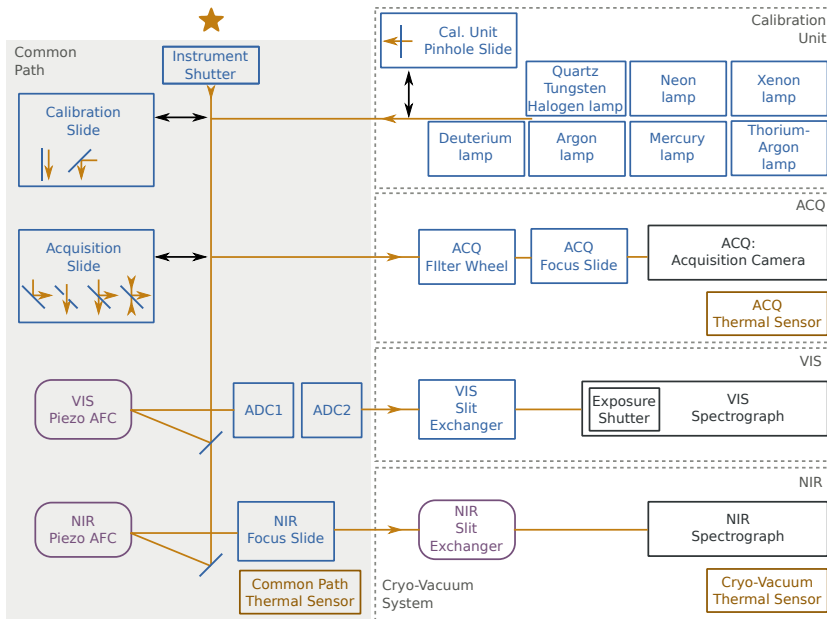 Common
Path
Instrument
Shutter
Calibration
Slide
Acquisition
Slide
VIS
Piezo AFC
ADC1
ADC2
NIR
Piezo AFC
NIR
Focus Slide
Common Path
Thermal Sensor
Cal. Unit
Pinhole Slide
Calibration
Unit
Quartz
Tungsten
Halogen lamp
Neon
lamp
Xenon
lamp
Deuterium
lamp
Argon
lamp
Mercury
lamp
Thorium-
Argon
lamp
ACQ
ACQ
FIlter Wheel
ACQ
Focus Slide
ACQ:
Acquisition Camera
ACQ
Thermal Sensor
VIS
VIS
Slit
Exchanger
Exposure
Shutter
VIS
Spectrograph
NIR
NIR
Slit
Exchanger
NIR
Spectrograph
Cryo-Vacuum
System
Cryo-Vacuum
Thermal Sensor